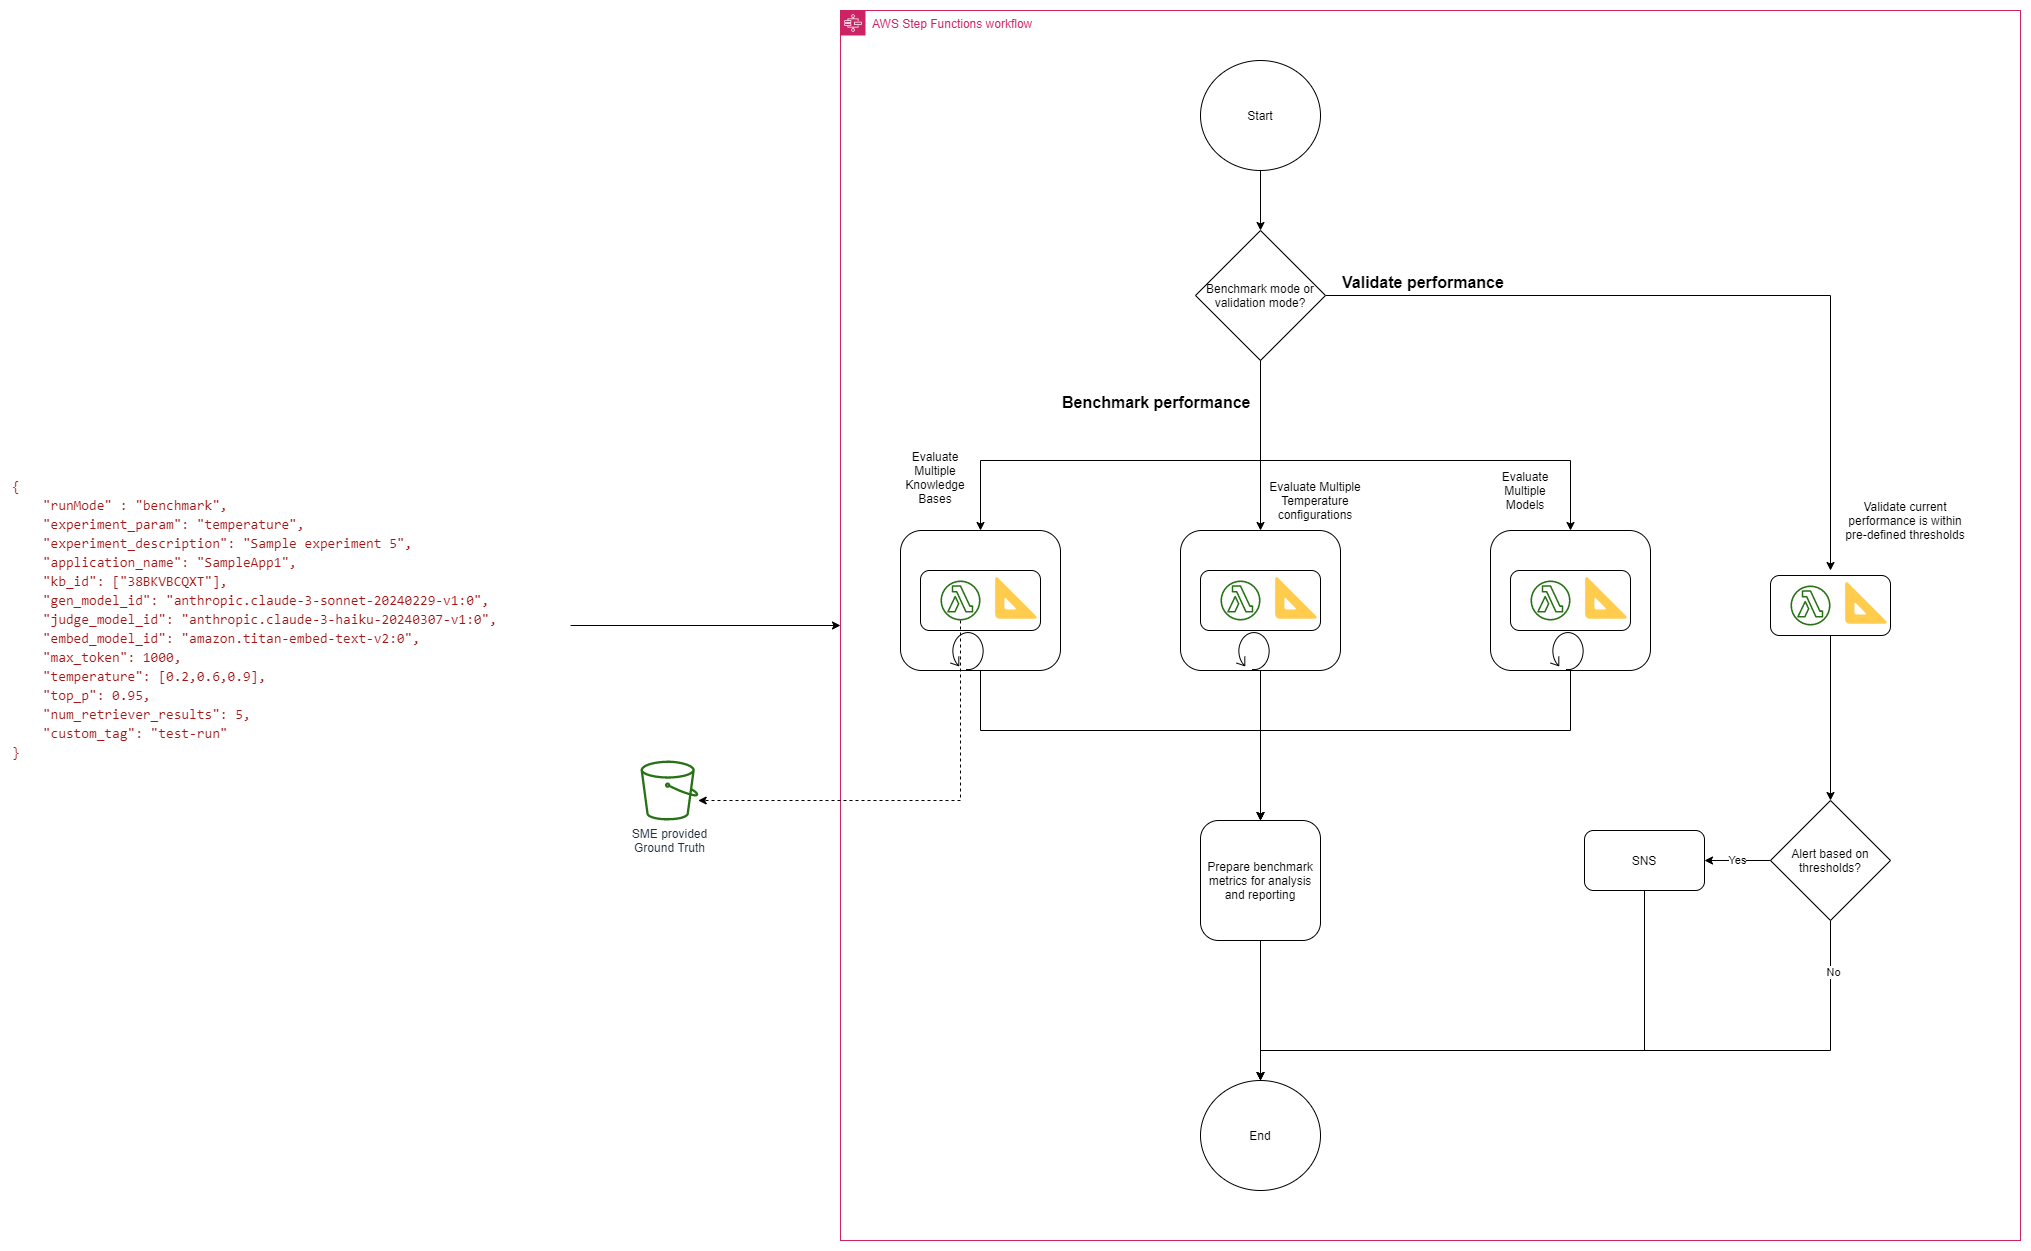 AWS Step Functions workflow
Start
Benchmark mode or
validation mode?
Validate performance
Benchmark performance
Evaluate
Multiple
Knowledge
Bases
Evaluate Multiple
Temperature
configurations
Evaluate
Multiple
Models
Validate current
performance is within
pre-defined thresholds
{
"runMode" : "benchmark",
"experiment_param": "temperature",
"experiment_description": "Sample experiment 5",
"application_name": "SampleApp1",
"kb_id": ["38BKVBCQXT"],
"gen_model_id": "anthropic.claude-3-sonnet-20240229-v1:0",
"judge_model_id": "anthropic.claude-3-haiku-20240307-v1:0",
"embed_model_id": "amazon.titan-embed-text-v2:0",
"max_token": 1000,
"temperature": [0.2,0.6,0.9],
"top_p": 0.95,
"num_retriever_results": 5,
"custom_tag": "test-run"
}
SME provided
Ground Truth
Prepare benchmark
metrics for analysis
and reporting
SNS
Yes
Alert based on
thresholds?
No
End